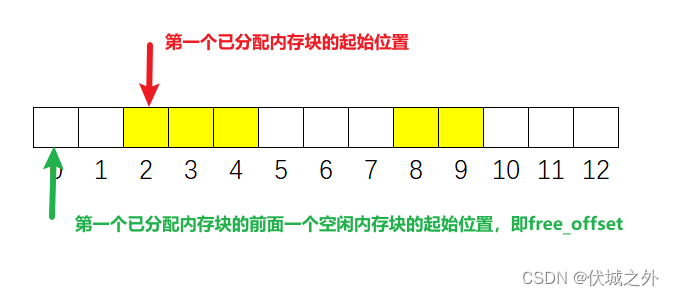 第一个已分配内存块的起始位置
0 1 2 3 4 5 6 7 8 9 10 11 12
第一个已分配内存块的前面一个空闲内存块的起始位置，即free_offset
CSDN @伏城之外